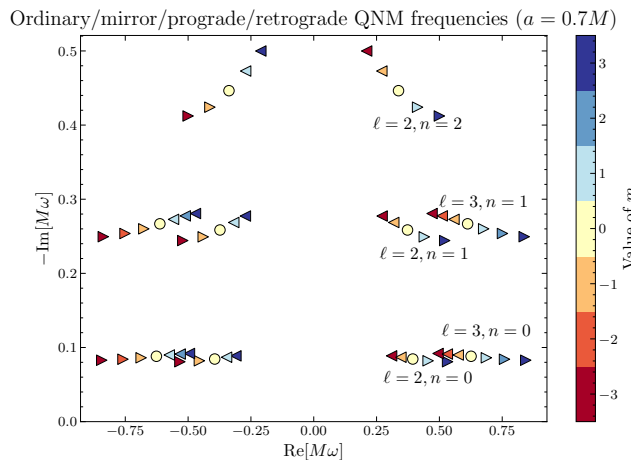 Ordinary/mirror/prograde/retrograde QNM frequencies (a = 0.7M)
0.5
0.4
0.3
0.2
0.1
0.0
−Im[Mω]
ℓ = 2, n = 2
ℓ = 3, n = 1
ℓ = 2, n = 1
ℓ = 3, n = 0
ℓ = 2, n = 0
−0.75
−0.50
−0.25
0.00
0.25
0.50
0.75
Re[Mω]
3
2
1
0
−1
−2
−3
Value of m